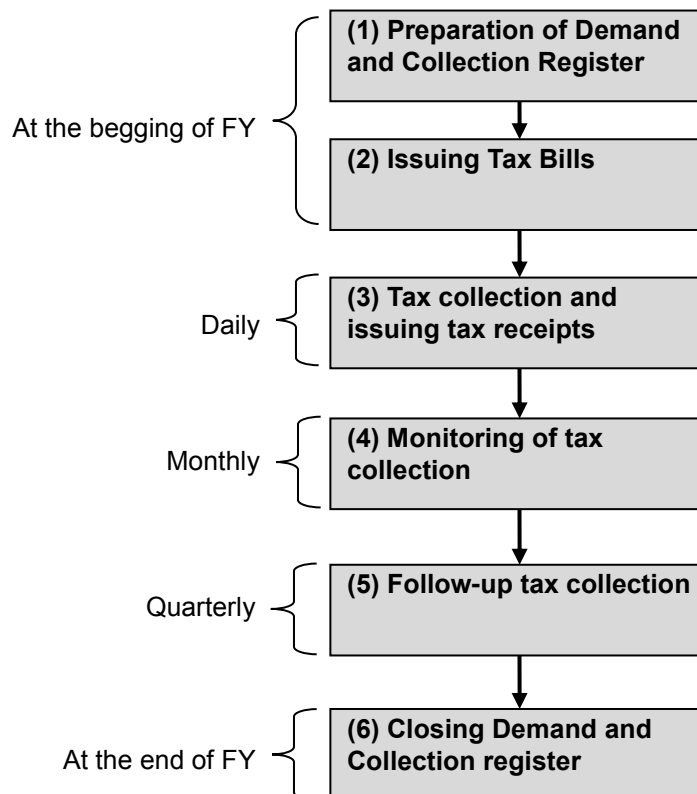 (1) Preparation of Demand
and Collection Register
At the begging of FY
(2) Issuing Tax Bills
(3) Tax collection and
issuing tax receipts
Daily
(4) Monitoring of tax
collection
Monthly
(5) Follow-up tax collection
Quarterly
(6) Closing Demand and
Collection register
At the end of FY